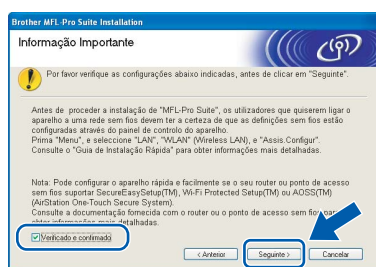 Brother MFL-Pro Suite Installation
Informação Importante
Por favor verifique as configurações abaixo indicadas, antes de clicar em "Seguinte".
Antes de proceder a instalação de "MFL-Pro Suite", os utilizadores que quiserem ligar o
aparelho a uma rede sem fios devem ter a certeza de que as definições sem fios estão
configuradas através do painel de controlo do aparelho.
Prima "Menu", e seleccione "LAN", "WLAN" (Wireless LAN), e "Assis.Configur".
Consulte o "Guia de Instalação Rápida" para obter informações mais detalhadas.
Nota: Pode configurar o aparelho rápida e facilmente se o seu router ou ponto de acesso
sem fios suportar SecureEasySetup(TM), Wi-Fi Protected Setup(TM) ou AOSS(TM)
(AirStation One-Touch Secure System).
Consulte a documentação fornecida com o router ou o ponto de acesso sem fios para
obter informações mais detalhadas.
Verificado e confirmado
< Anterior
Seguinte >
Cancelar